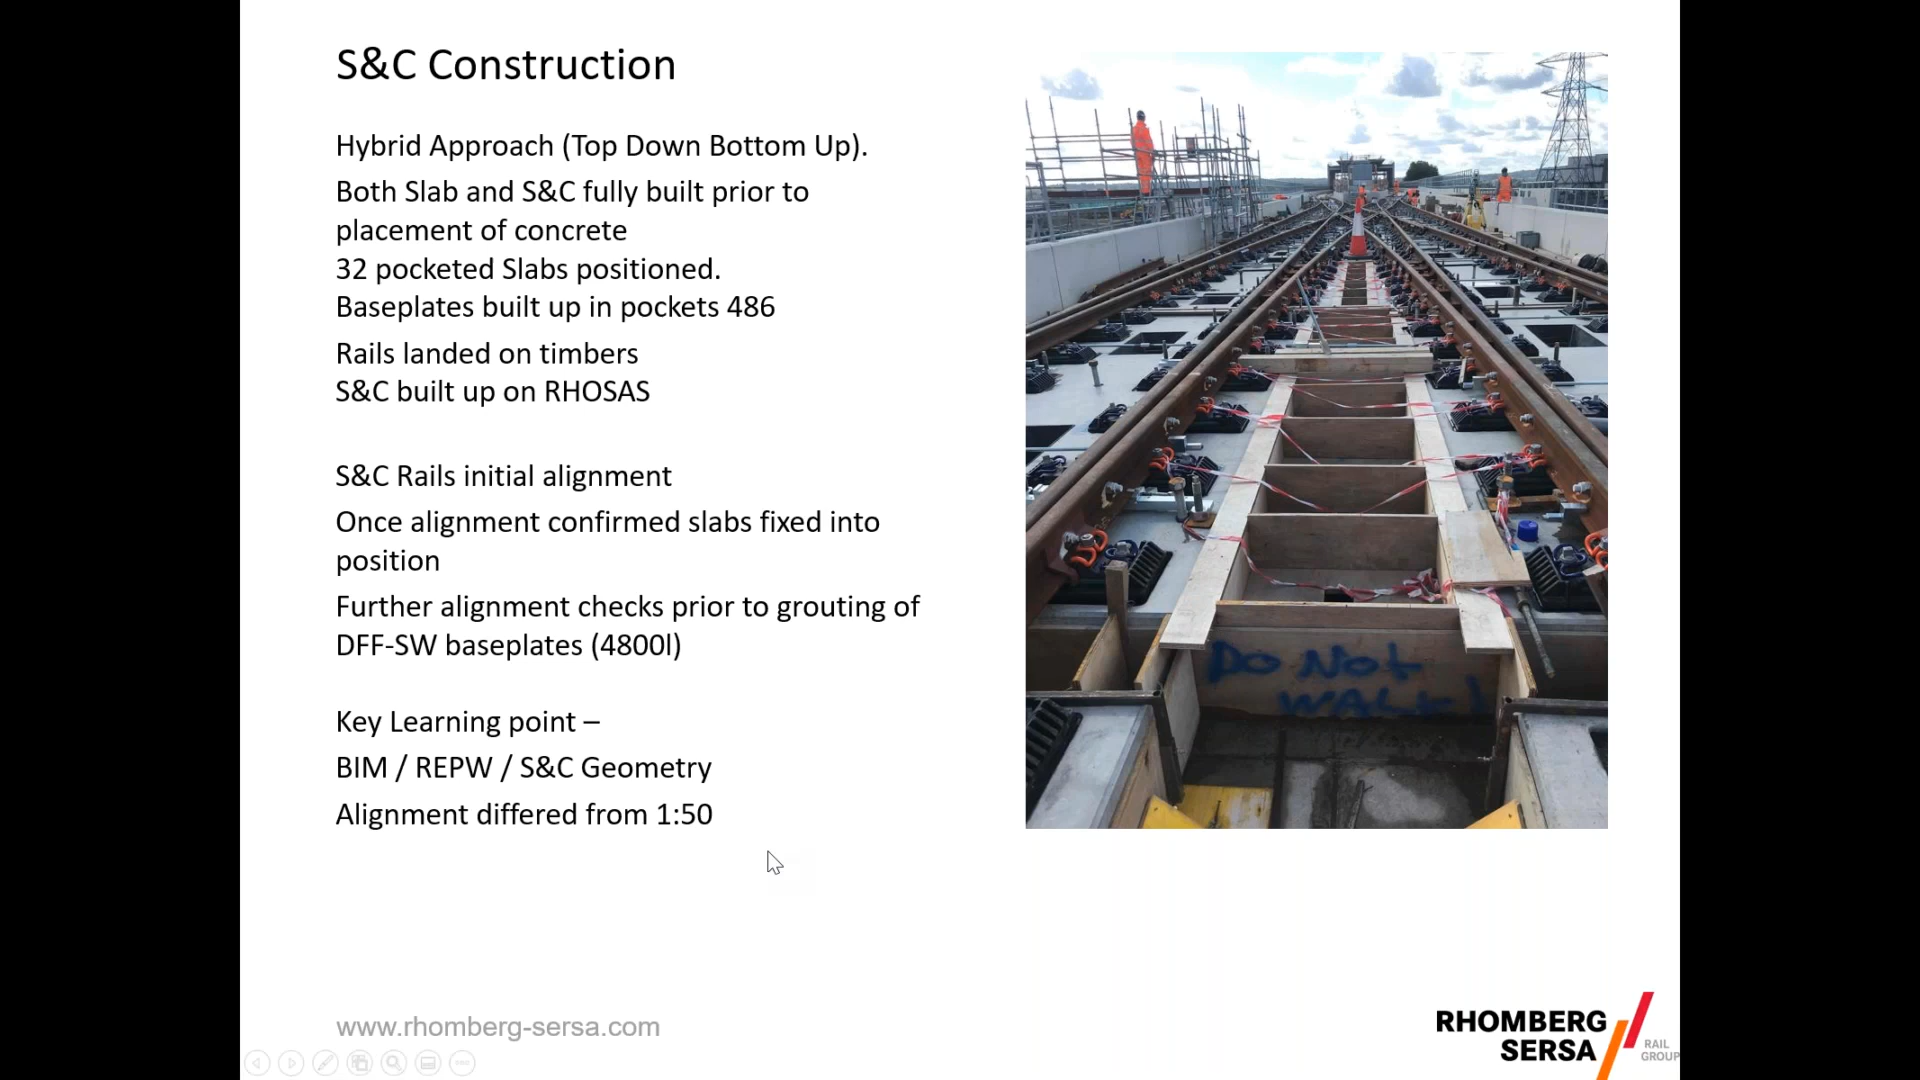 S&C Construction
Hybrid Approach (Top Down Bottom Up).
Both Slab and S&C fully built prior to
placement of concrete
32 pocketed Slabs positioned.
Baseplates built up in pockets 486
Rails landed on timbers
S&C built up on RHOSAS
S&C Rails initial alignment
Once alignment confirmed slabs fixed into
position
Further alignment checks prior to grouting of
DFF-SW baseplates (4800l)
Key Learning point –
BIM / REPW / S&C Geometry
Alignment differed from 1:50
Do Not
WALK!
www.rhomberg-sersa.com
RHOMBERG
SERSA
RAIL
GROUP